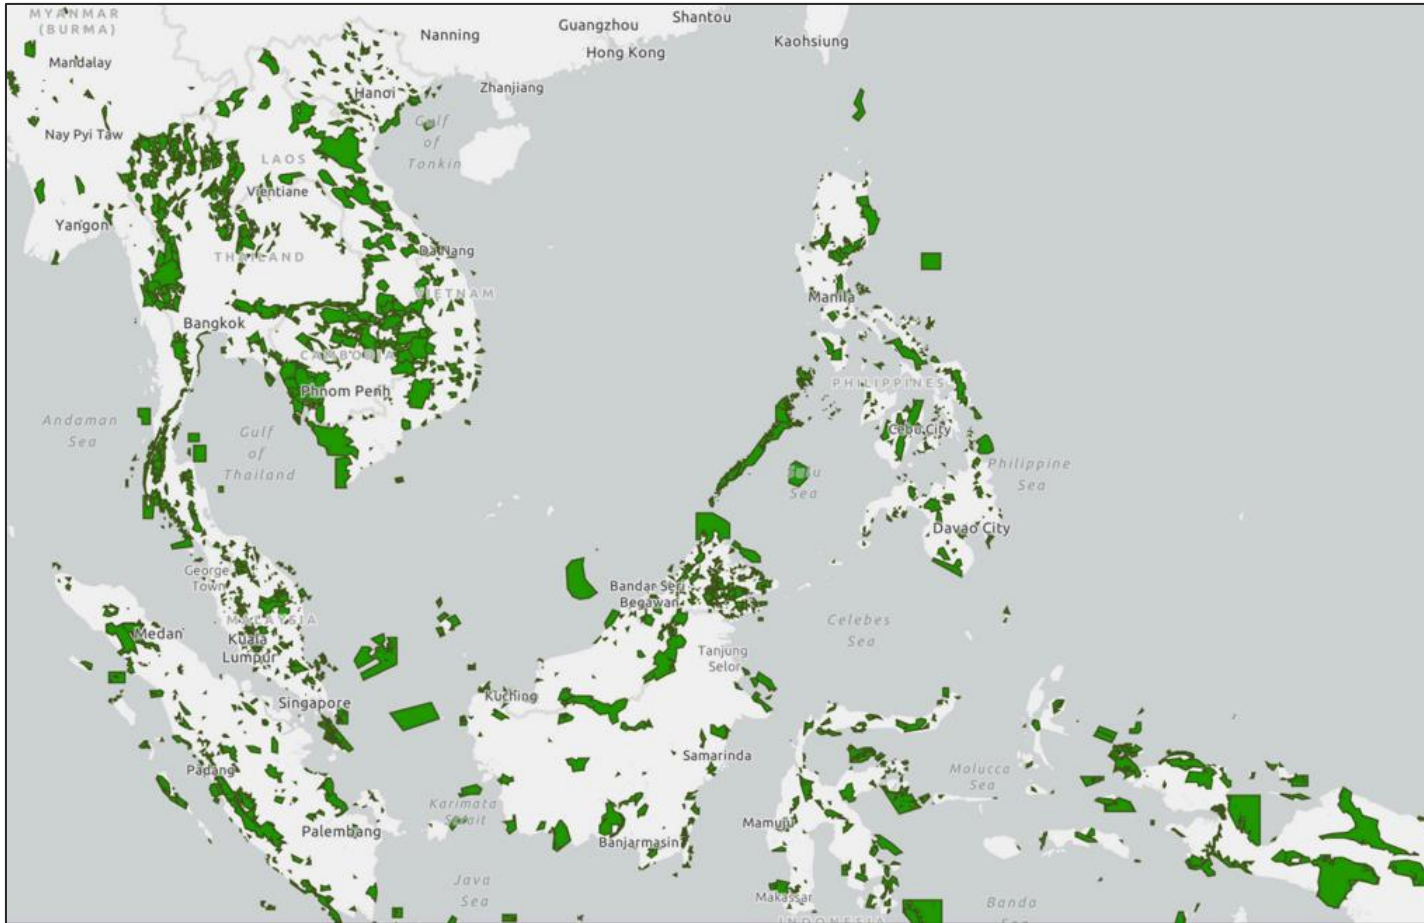 MYANMAR
(BURMA)
Mandalay
Nay Pyi Taw
Yangon
Nanning
Guangzhou
Shantou
Hong Kong
Kaohsiung
Zhanjiang
Hanoi
Gulf
of
Tonkin
LAOS
Vientiane
THAILAND
Da Nang
VIETNAM
Bangkok
CAMBODIA
Phnom Penh
Andaman
Sea
Gulf
of
Thailand
Manila
PHILIPPINES
Cebu City
Sulu
Sea
Philippine
Sea
Davao City
George
Town
MALAYSIA
Medan
Kuala
Lumpur
Singapore
Bandar Seri
Begawan
Celebes
Sea
Tanjung
Selor
Kuching
Samarinda
Padang
Palembang
Karimata
Strait
Banjarmasin
Molucca
Sea
Mamuju
Makassar
Java
Sea
Banda
INDONESIA